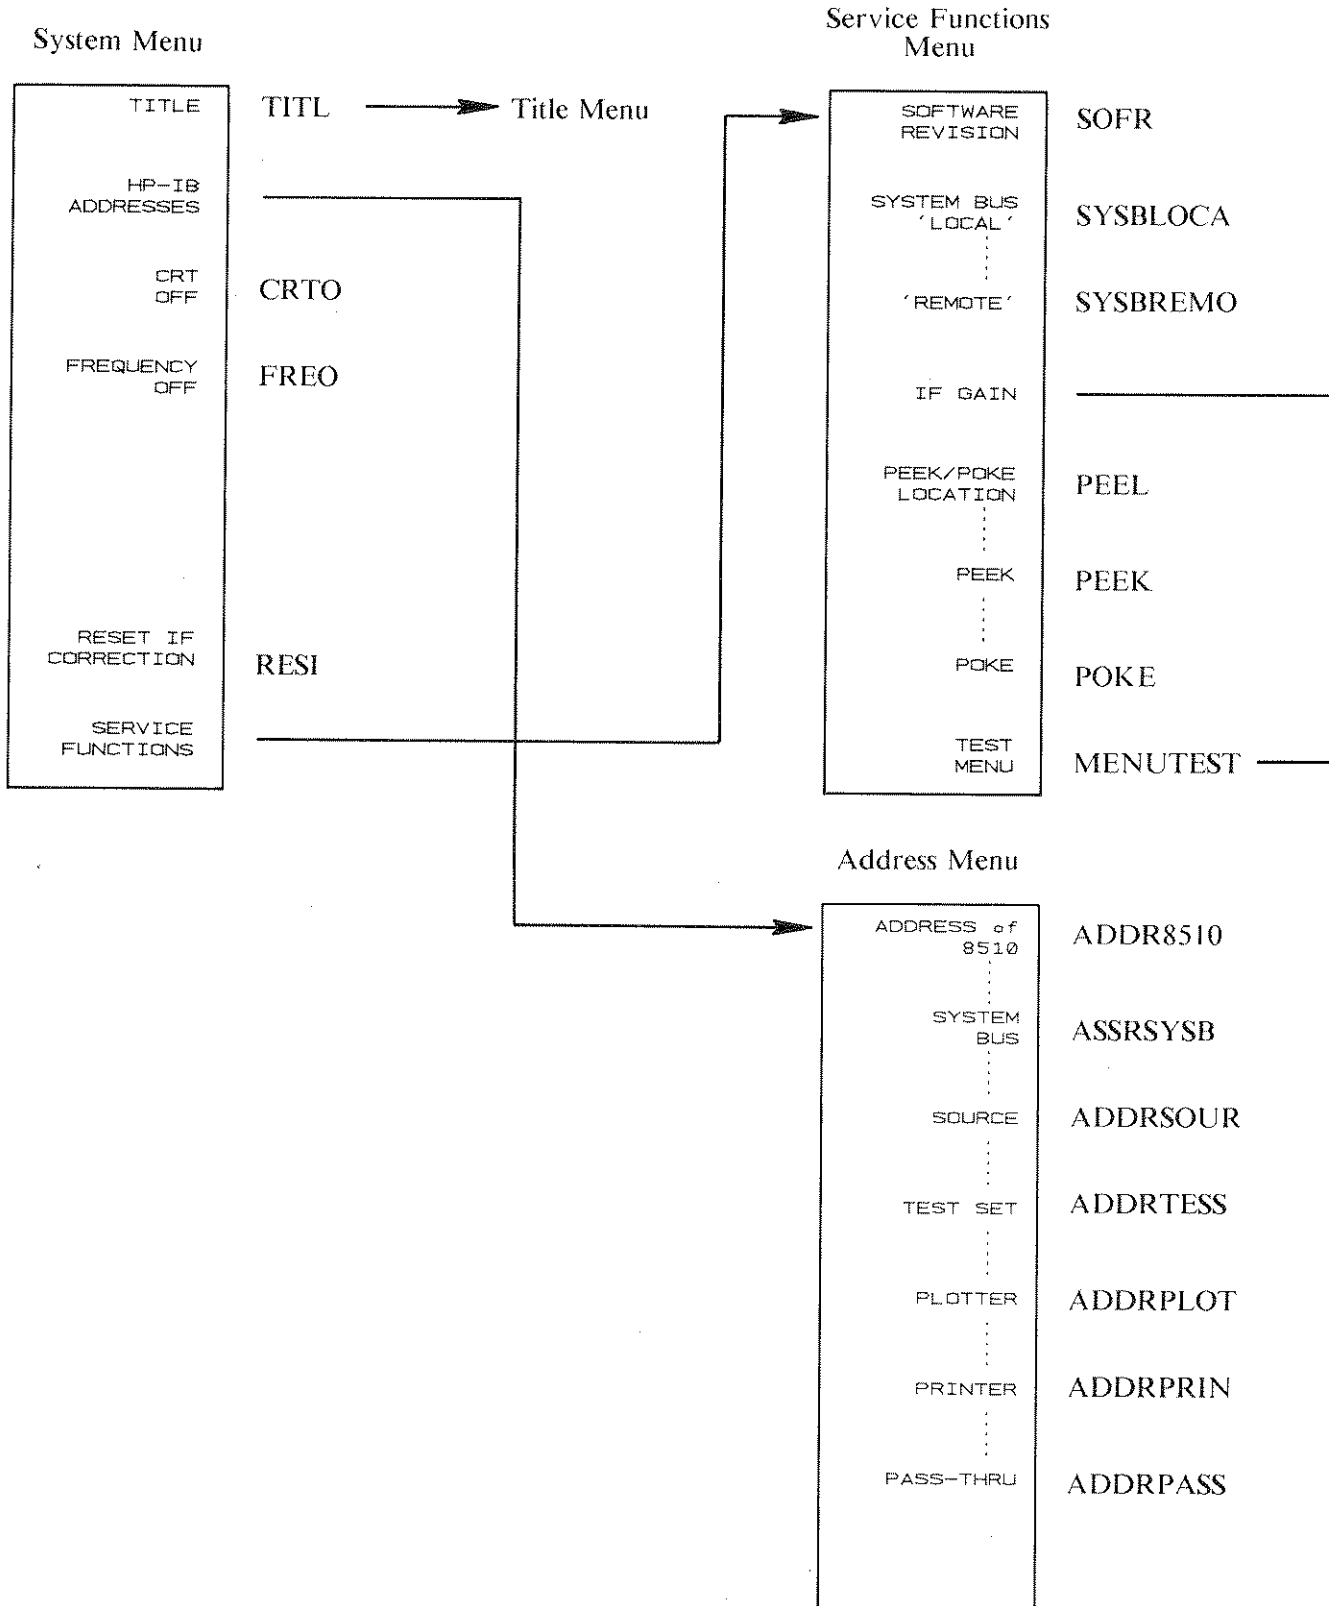 System Menu
TITLE
TITL
Title Menu
HP-IB
ADDRESSES
CRT
OFF
CRTO
FREQUENCY
OFF
FREO
RESET IF
CORRECTION
RESI
SERVICE
FUNCTIONS
Service Functions
Menu
SOFTWARE
REVISION
SOFR
SYSTEM BUS
'LOCAL'
SYSBLOCA
'REMOTE'
SYSBREMO
IF GAIN
PEEK/POKE
LOCATION
PEEL
PEEK
PEEK
POKE
POKE
TEST
MENU
MENUTEST
Address Menu
ADDRESS of
8510
ADDR8510
SYSTEM
BUS
ASSRSYSB
SOURCE
ADDRSOUR
TEST SET
ADDRTESS
PLOTTER
ADDRPLOT
PRINTER
ADDRPRIN
PASS-THRU
ADDRPASS